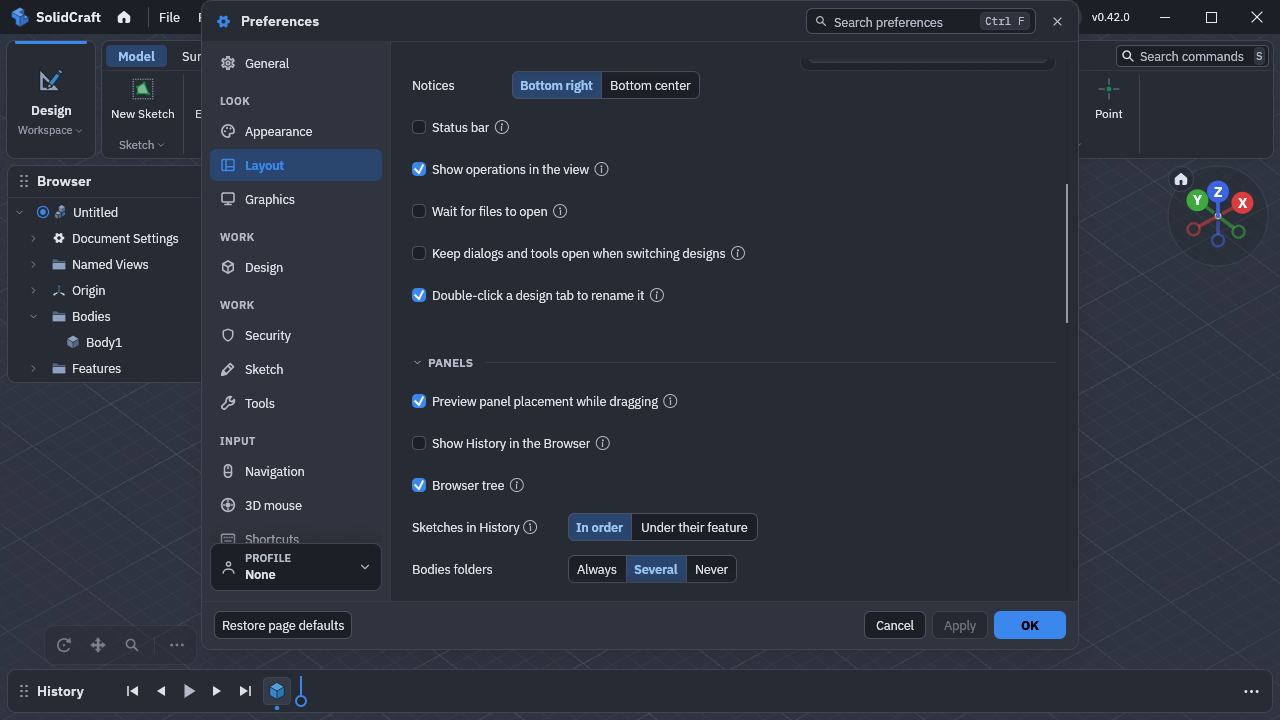 SolidCraft
File
Preferences
Search preferences
Ctrl F
v0.42.0
Design
Workspace
Model
New Sketch
Sketch
Search commands
S
Point
Browser
Untitled
Document Settings
Named Views
Origin
Bodies
Body1
Features
General
LOOK
Appearance
Layout
Graphics
WORK
Design
WORK
Security
Sketch
Tools
INPUT
Navigation
3D mouse
Shortcuts
PROFILE
None
Notices
Bottom right
Bottom center
Status bar
Show operations in the view
Wait for files to open
Keep dialogs and tools open when switching designs
Double-click a design tab to rename it
PANELS
Preview panel placement while dragging
Show History in the Browser
Browser tree
Sketches in History
In order
Under their feature
Bodies folders
Always
Several
Never
Restore page defaults
Cancel
Apply
OK
Z
Y
X
History